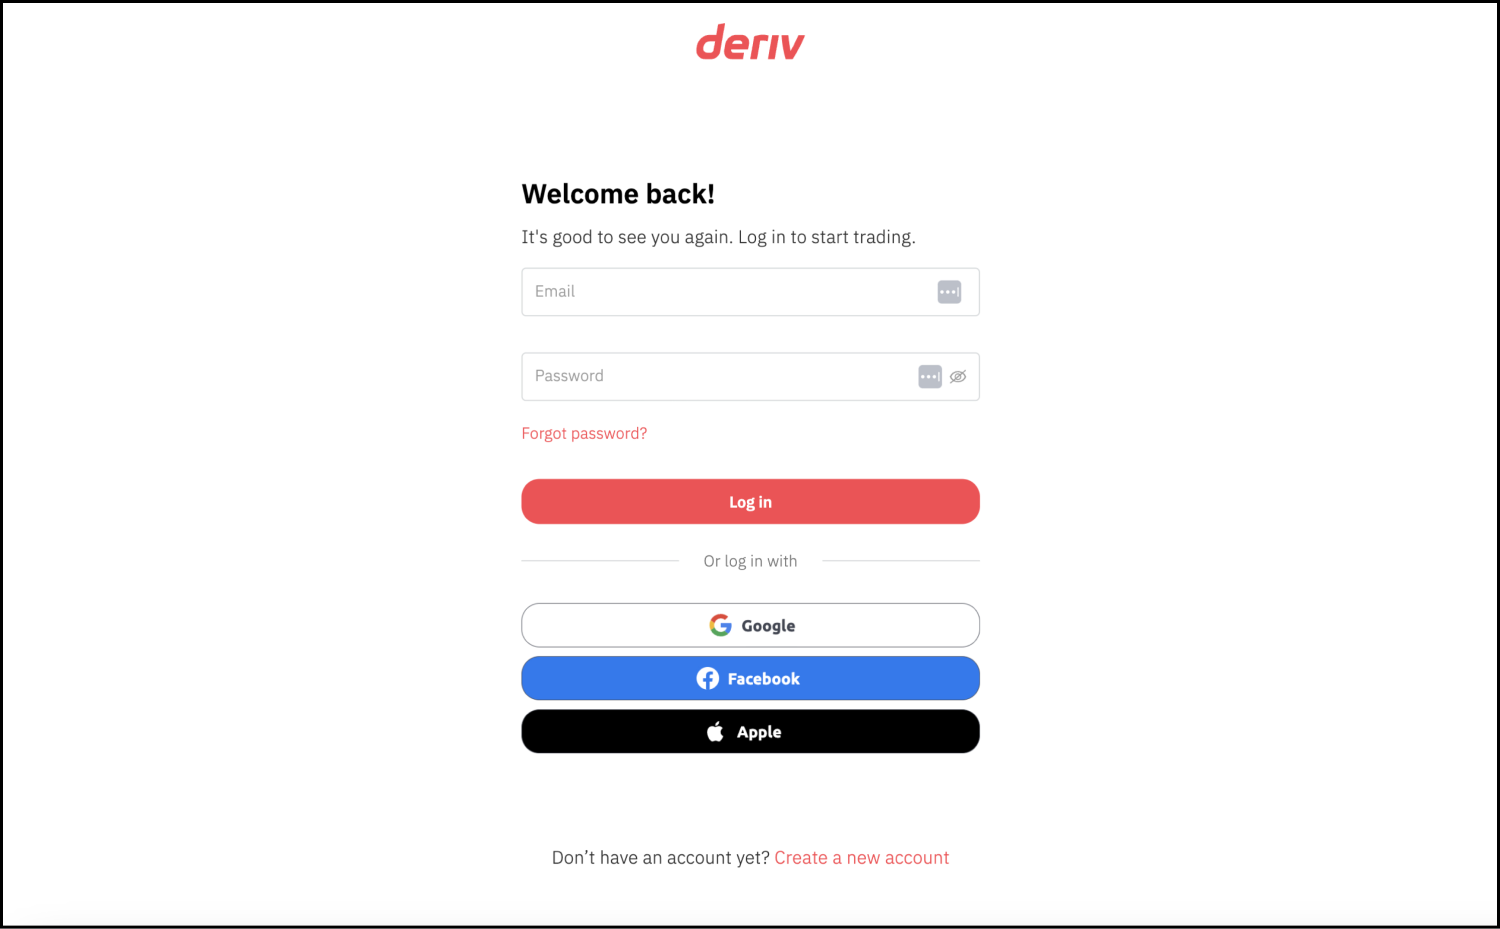 deriv
Welcome back!
It's good to see you again. Log in to start trading.
Email
Password
Forgot password?
Log in
Or log in with
Google
Facebook
Apple
Don’t have an account yet? Create a new account